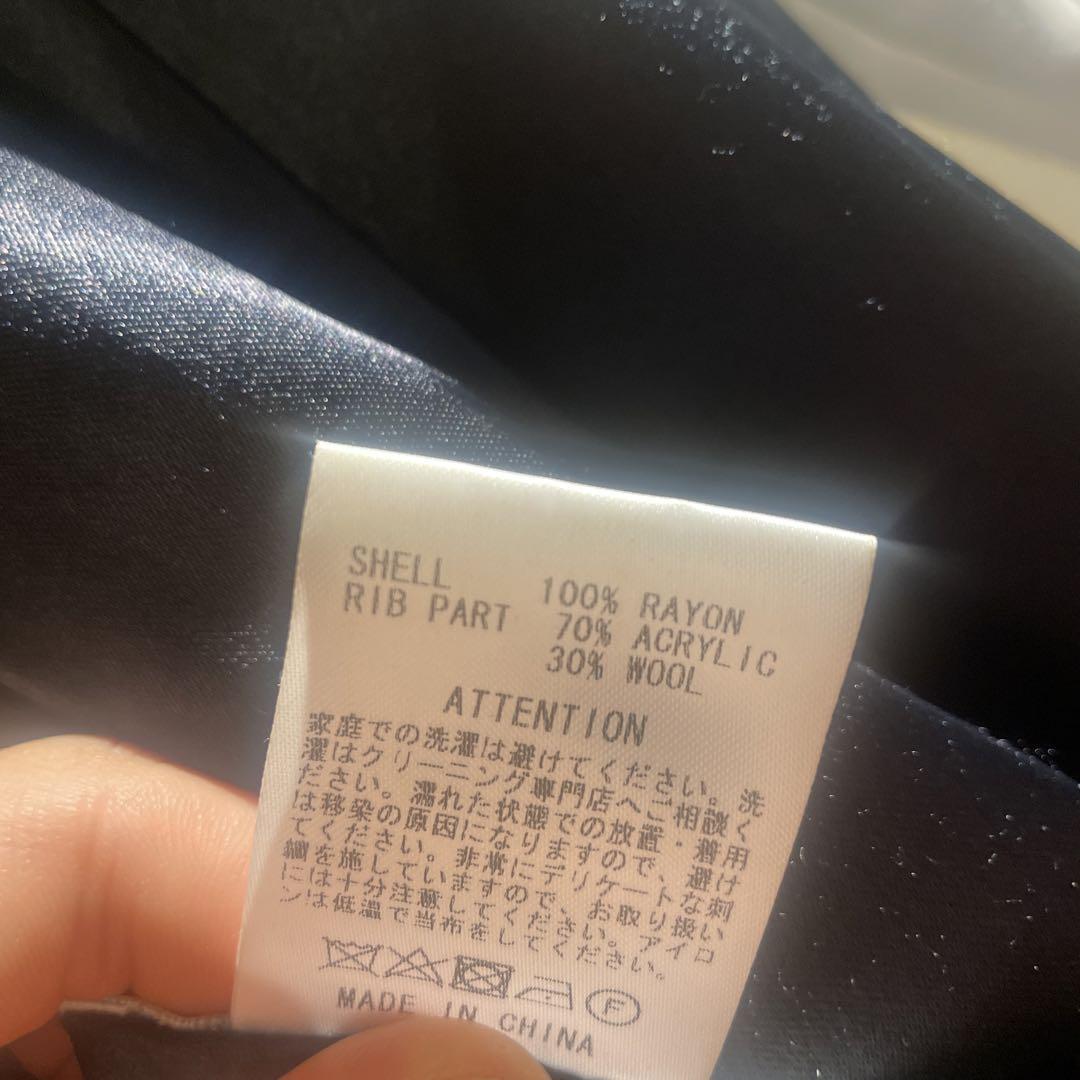 SHELL 100% RAYON
RIB PART 70% ACRYLIC
30% WOOL
ATTENTION
家庭での洗濯は避けてください。洗
濯はクリーニング専門店へご相談く
ださい。濡れた状態での放置・着用
は移染の原因になりますので、避け
てください。非常にデリケートな刺
繍を施していますので、お取り扱い
には十分注意してください。アイロ
ンは低温で当布をしてください。
F
MADE IN CHINA